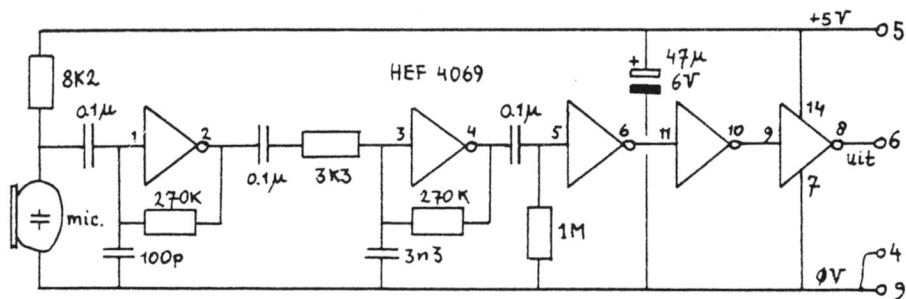 +5V
5
8K2
HEF 4069
+
47µ
6V
0.1µ
0.1µ
14
1
2
3
4
5
6
11
10
9
8
6
uit
0.1µ
3K3
7
270K
270K
mic.
1M
100p
3n3
4
ØV
9